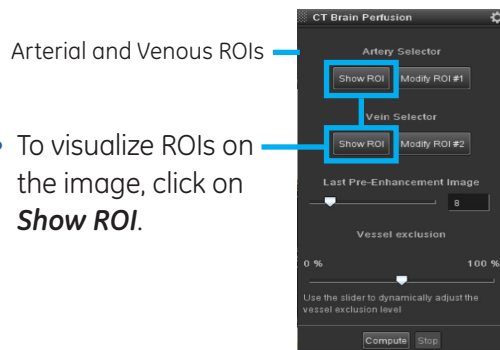 CT Brain Perfusion
Arterial and Venous ROIs
Artery Selector
Show ROI Modify ROI #1
Vein Selector
Show ROI Modify ROI #2
• To visualize ROIs on
the image, click on
Show ROI.
Last Pre-Enhancement Image
8
Vessel exclusion
0 % 100 %
Use the slider to dynamically adjust the
vessel exclusion level
Compute Stop